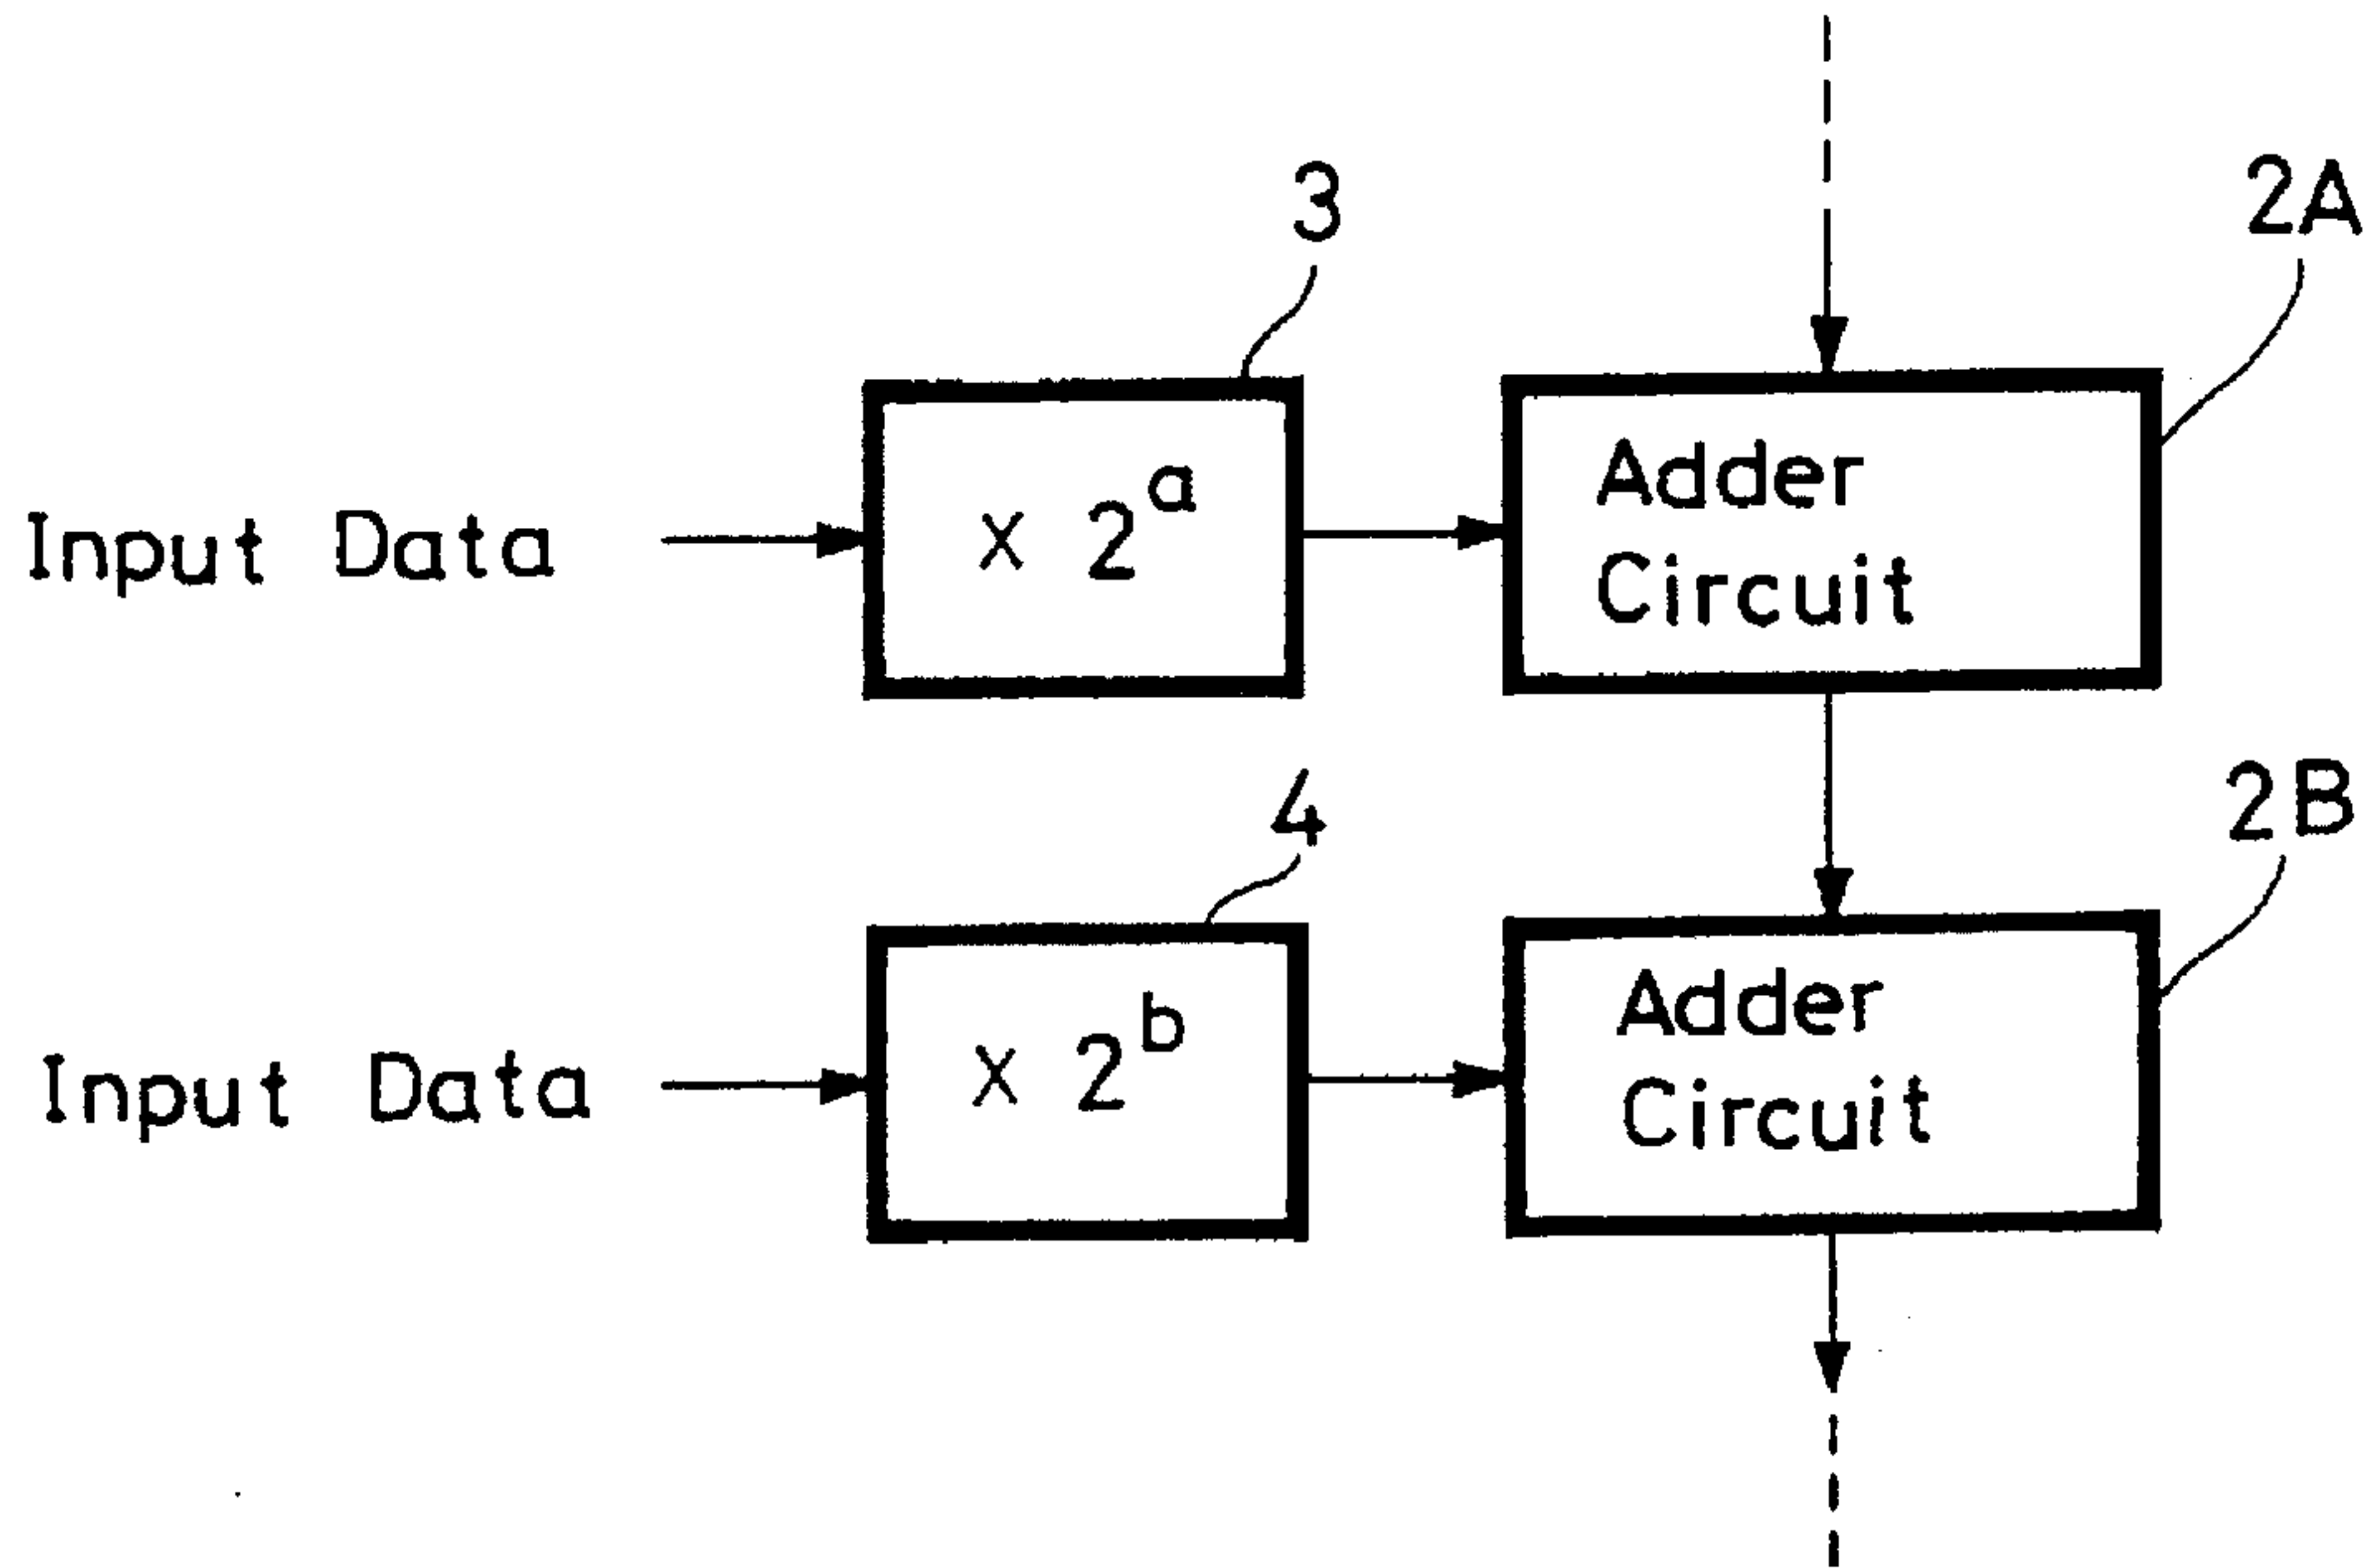 3
2A
Input Data
X 2^a
Adder
Circuit
4
2B
Input Data
X 2^b
Adder
Circuit